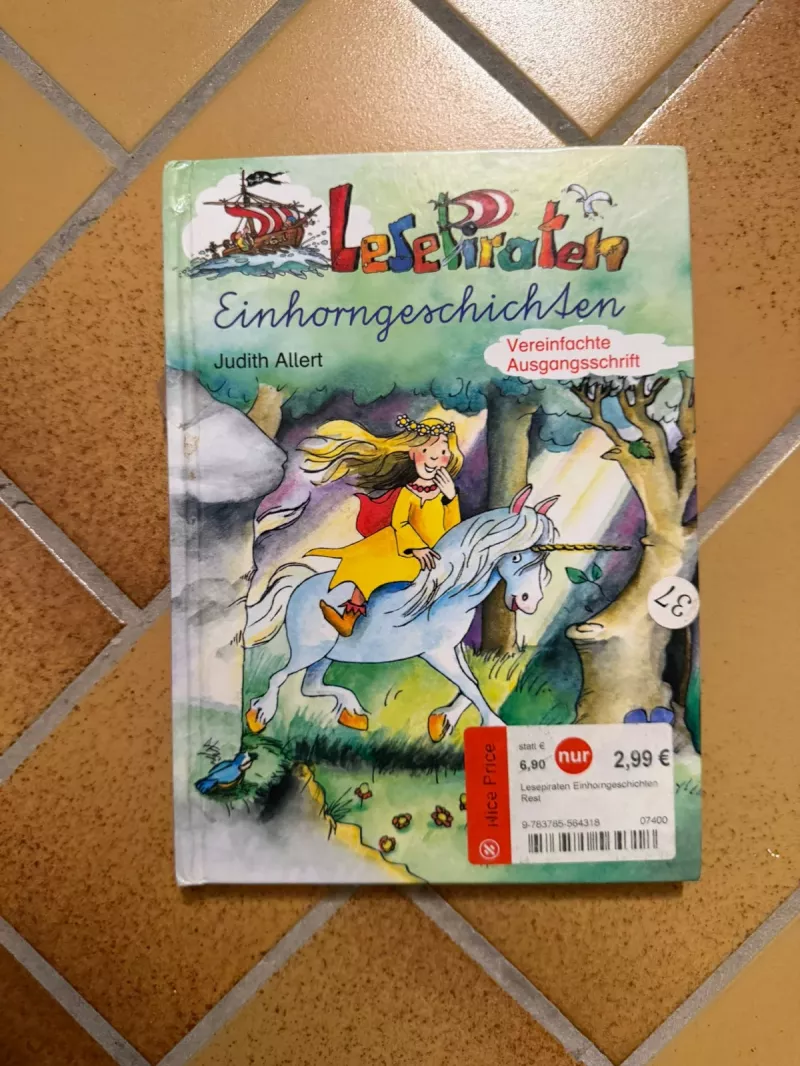 LesePiraten
Einhorngeschichten
Judith Allert
Vereinfachte
Ausgangsschrift
37
Nice Price
statt €
6,90
nur
2,99 €
Lesepiraten Einhorngeschichten
Rest
9-783785-564318
07400